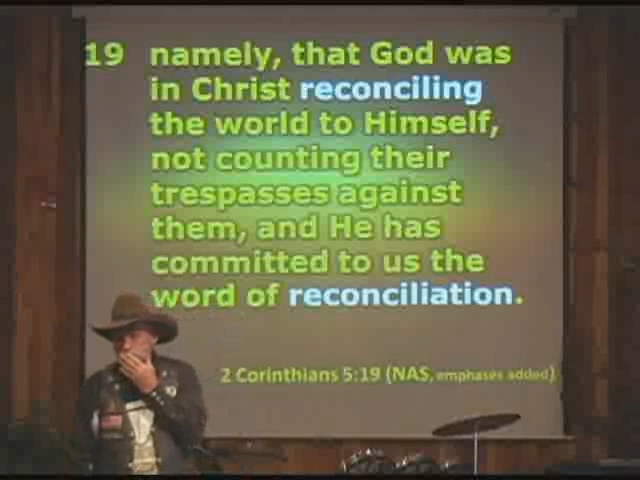 19 namely, that God was
in Christ reconciling
the world to Himself,
not counting their
trespasses against
them, and He has
committed to us the
word of reconciliation.
2 Corinthians 5:19 (NAS, emphases added)